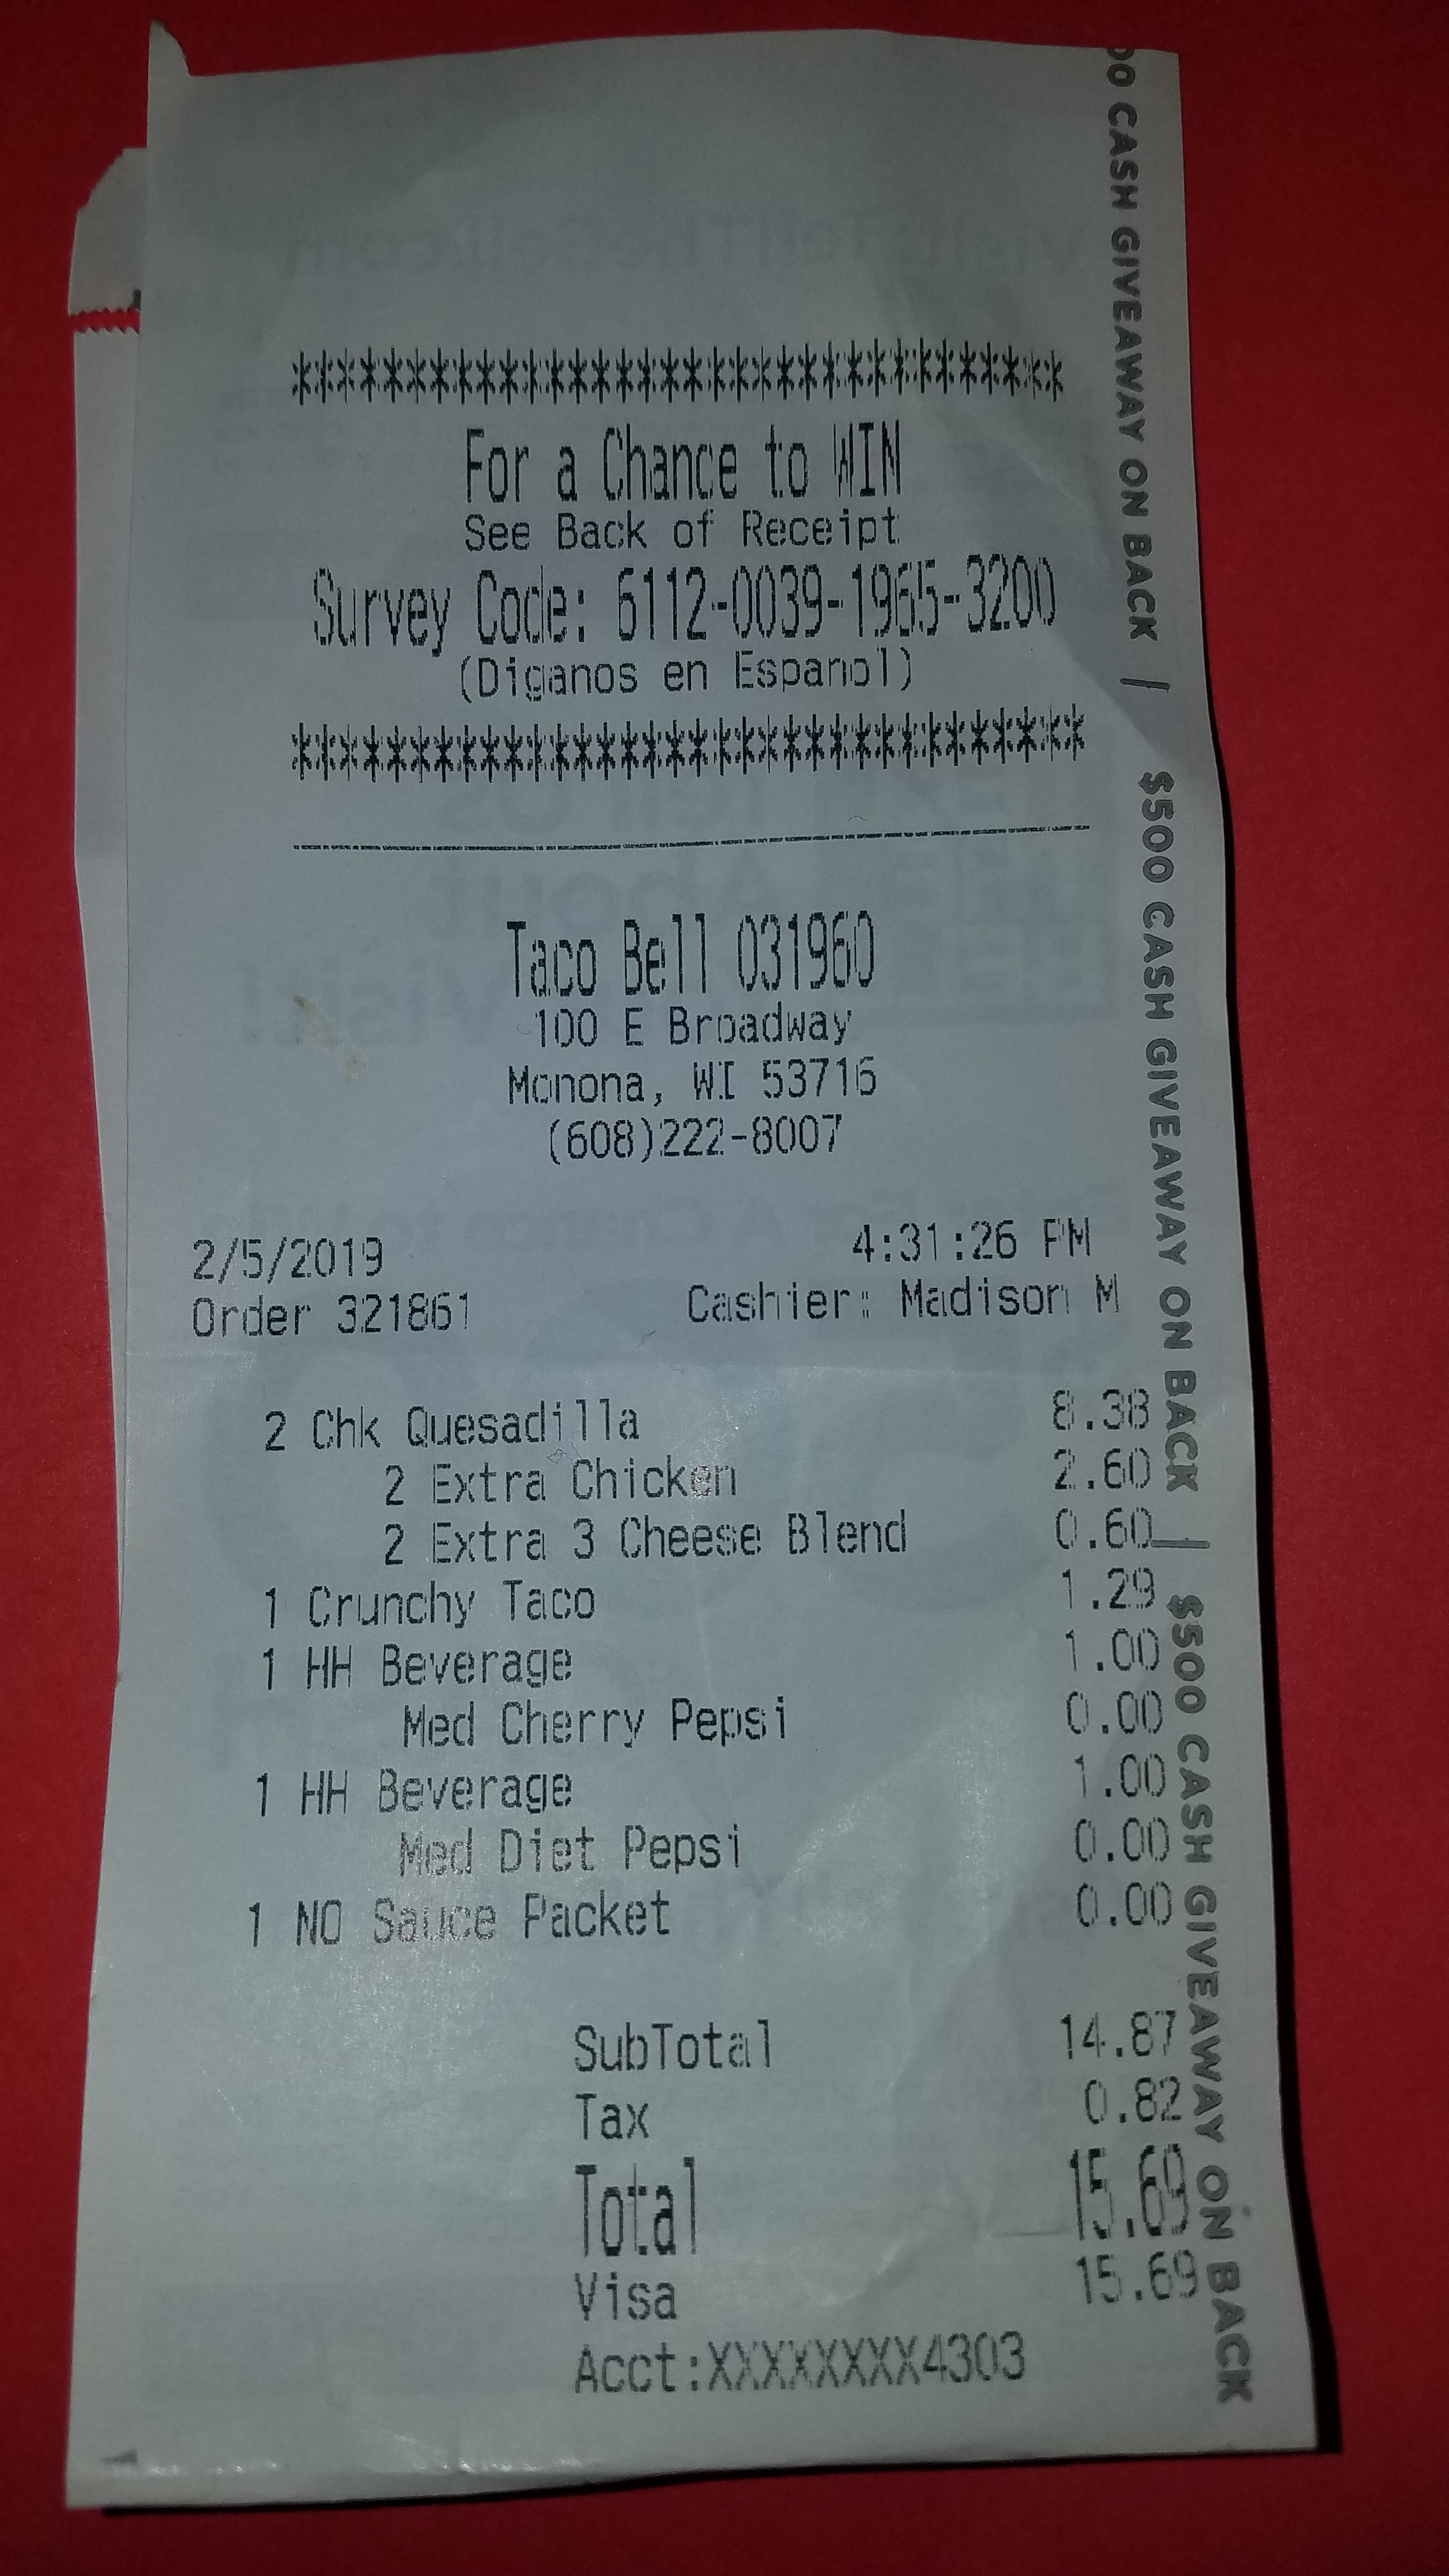 *********************************
For a Chance to WIN
See Back of Receipt
Survey Code: 6112-0039-1965-3200
(Diganos en Espanol)
*********************************
Taco Bell 031960
100 E Broadway
Monona, WI 53716
(608)222-8007
2/5/2019 4:31:26 PM
Order 321861 Cashier: Madison M
2 Chk Quesadilla 8.38
2 Extra Chicken 2.60
2 Extra 3 Cheese Blend 0.60
1 Crunchy Taco 1.29
1 HH Beverage 1.00
Med Cherry Pepsi 0.00
1 HH Beverage 1.00
Med Diet Pepsi 0.00
1 NO Sauce Packet 0.00
SubTotal 14.87
Tax 0.82
Total 15.69
Visa 15.69
Acct:XXXXXXXX4303
00 CASH GIVEAWAY ON BACK | $500 CASH GIVEAWAY ON BACK | $500 CASH GIVEAWAY ON BACK